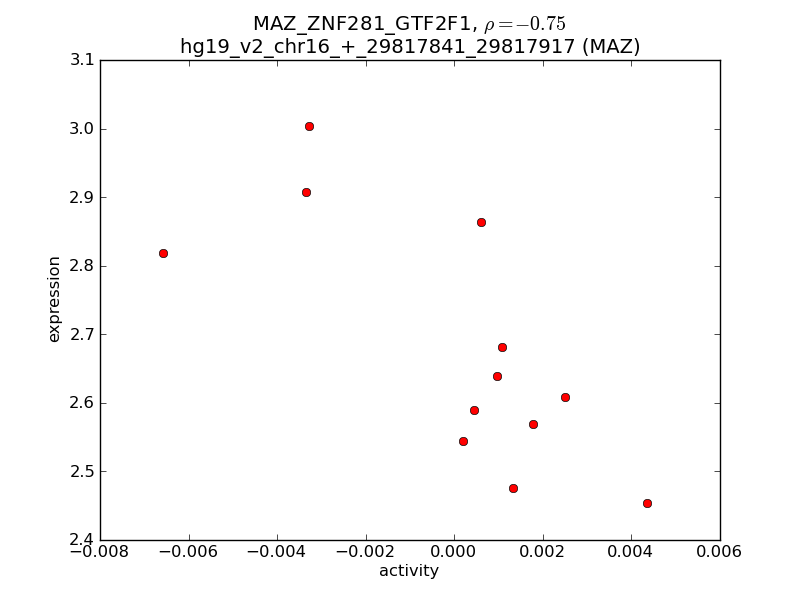 MAZ_ZNF281_GTF2F1, ρ = −0.75
hg19_v2_chr16_+_29817841_29817917 (MAZ)
3.1
3.0
2.9
2.8
2.7
2.6
2.5
2.4
expression
−0.008 −0.006 −0.004 −0.002 0.000 0.002 0.004 0.006
activity